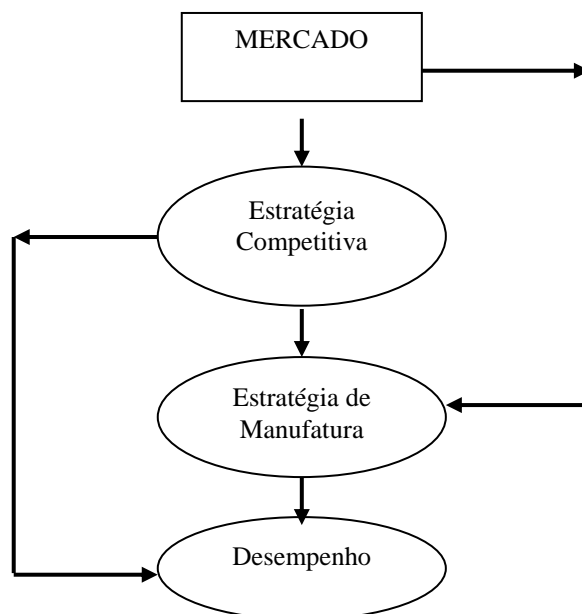 MERCADO
Estratégia
Competitiva
Estratégia de
Manufatura
Desempenho